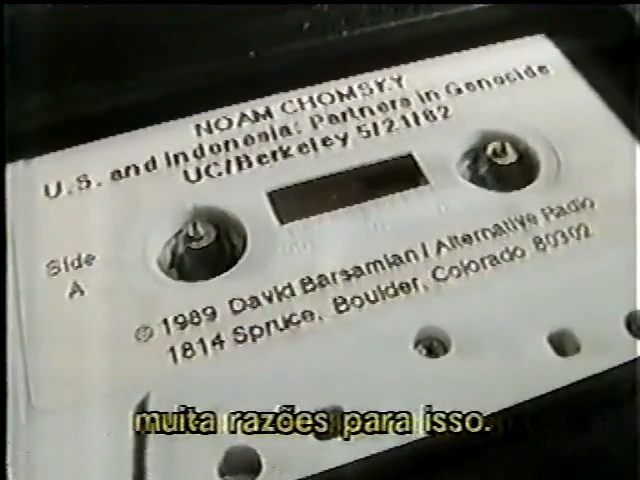 NOAM CHOMSKY
U.S. and Indonesia: Partners in Genocide
UC/Berkeley 5/21/82
Side
A
© 1989 David Barsamian / Alternative Radio
1814 Spruce, Boulder, Colorado 80302
muita razões para isso.